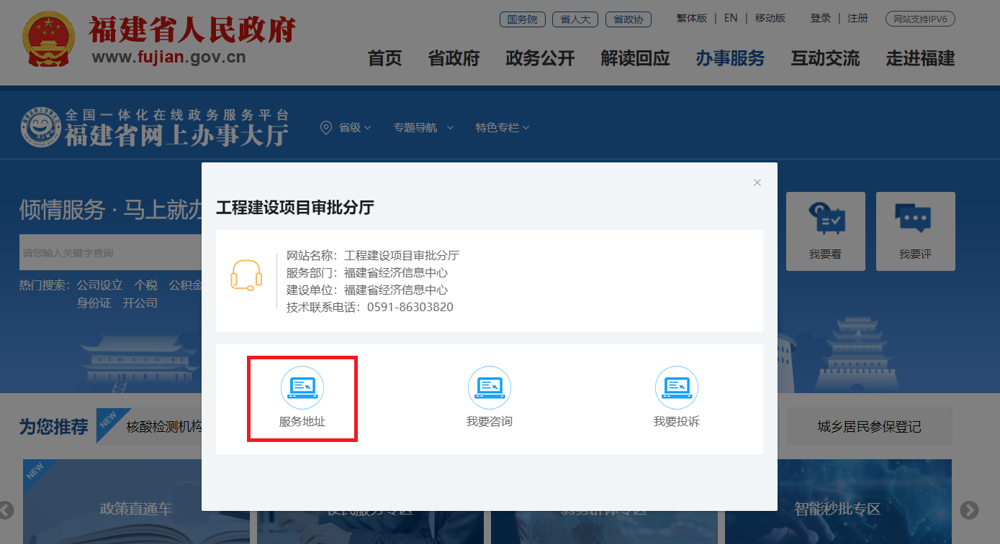 福建省人民政府
www.fujian.gov.cn
国务院 省人大 省政协 繁体版 | EN | 移动版 登录 | 注册 网站支持IPV6
首页 省政府 政务公开 解读回应 办事服务 互动交流 走进福建
全国一体化在线政务服务平台
福建省网上办事大厅
省级 专题导航 特色专栏
倾情服务·马上就办
请您输入关键字查询
热门搜索: 公司设立 个税 公积金
身份证 开公司
我要看 我要评
工程建设项目审批分厅
网站名称：工程建设项目审批分厅
服务部门：福建省经济信息中心
建设单位：福建省经济信息中心
技术联系电话：0591-86303820
服务地址 我要咨询 我要投诉
为您推荐 NEW 核酸检测机构 城乡居民参保登记
NEW
政策直通车 便民服务专区 弱势群体专区 智能秒批专区